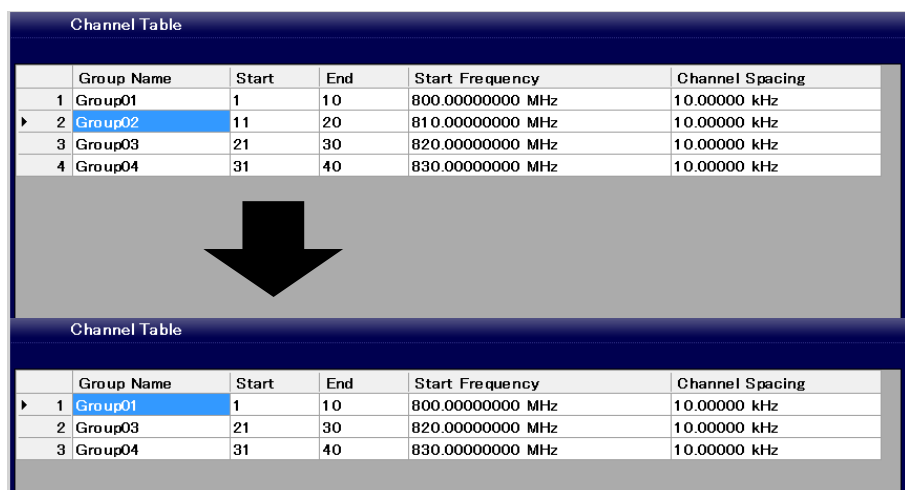 Channel Table
Group Name Start End Start Frequency Channel Spacing
1 Group01 1 10 800.00000000 MHz 10.00000 kHz
2 Group02 11 20 810.00000000 MHz 10.00000 kHz
3 Group03 21 30 820.00000000 MHz 10.00000 kHz
4 Group04 31 40 830.00000000 MHz 10.00000 kHz
Channel Table
Group Name Start End Start Frequency Channel Spacing
1 Group01 1 10 800.00000000 MHz 10.00000 kHz
2 Group03 21 30 820.00000000 MHz 10.00000 kHz
3 Group04 31 40 830.00000000 MHz 10.00000 kHz